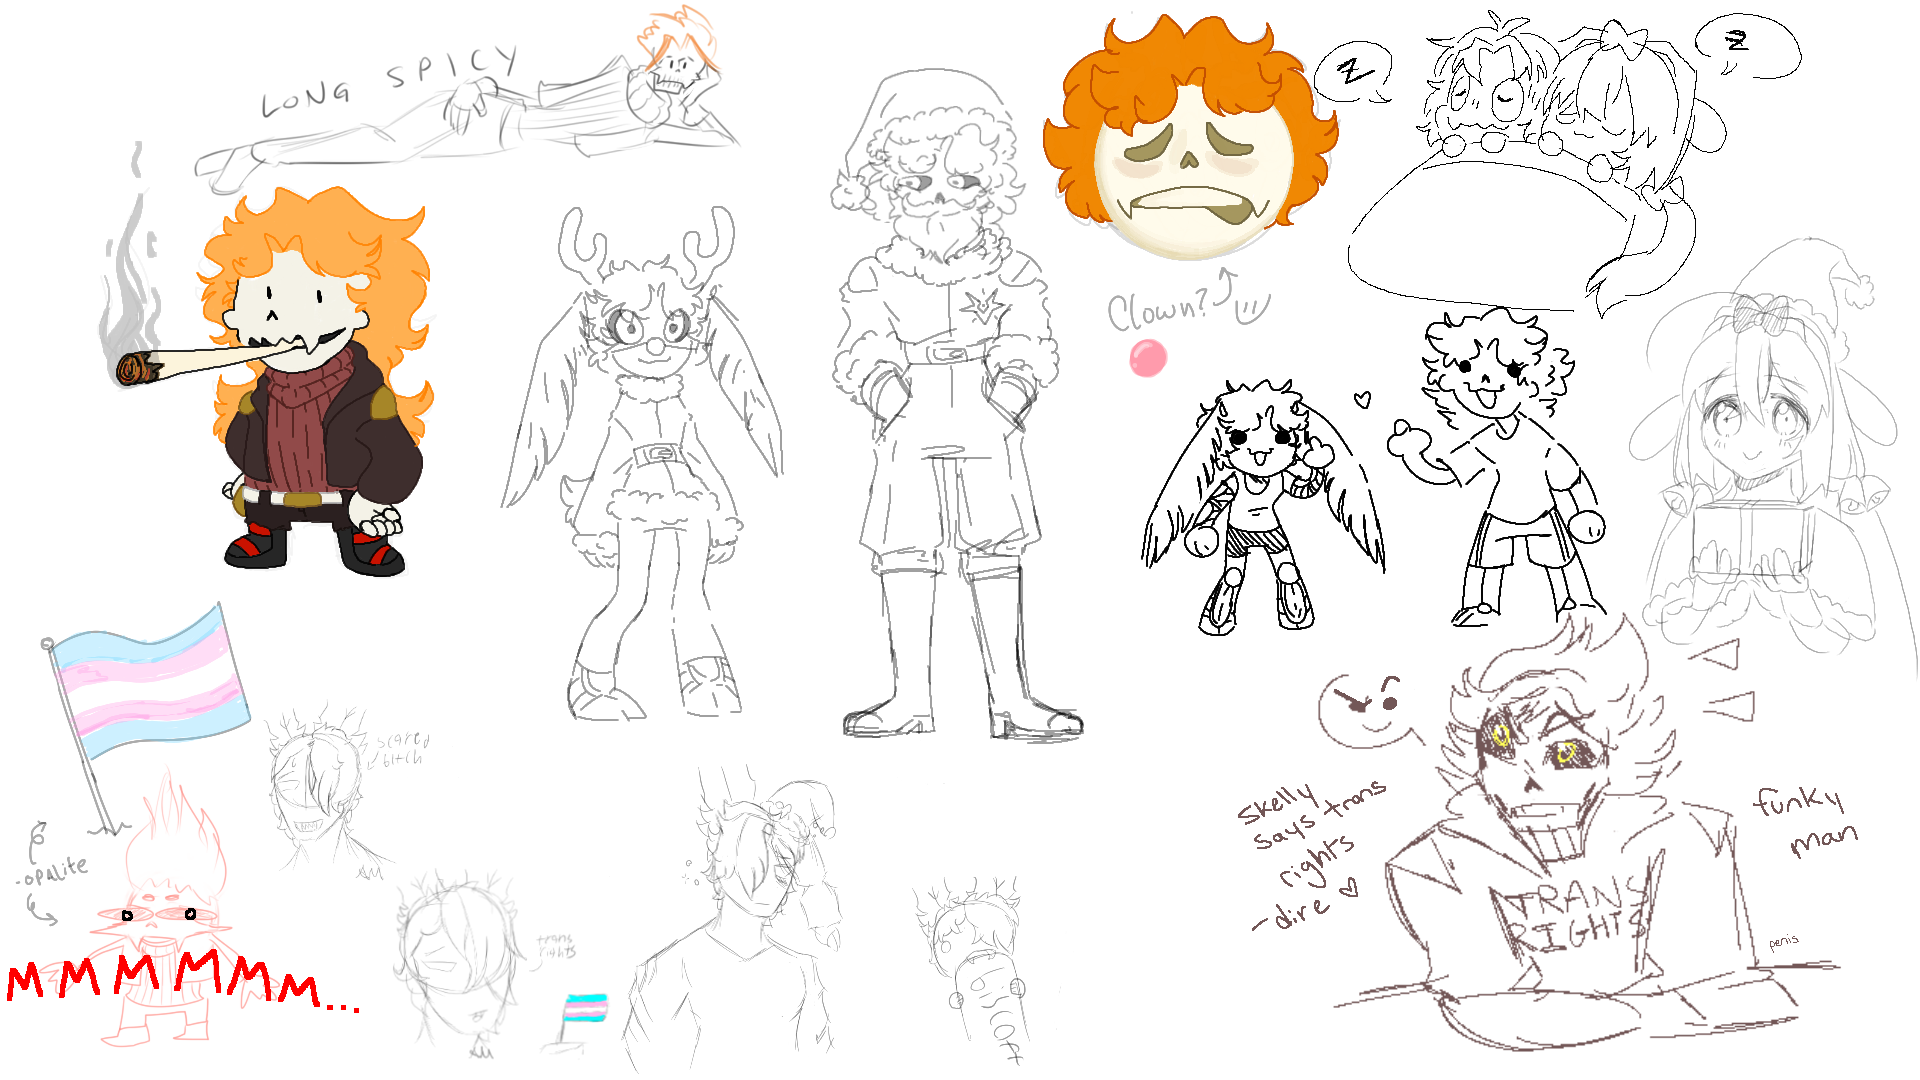 LONG SPICY
Z
Z
Clown?
scared
bitch
-OPALITE
MMMMMM...
trans
rights
skelly
says trans
rights
-dire
TRANS
RIGHTS
funky
man
penis